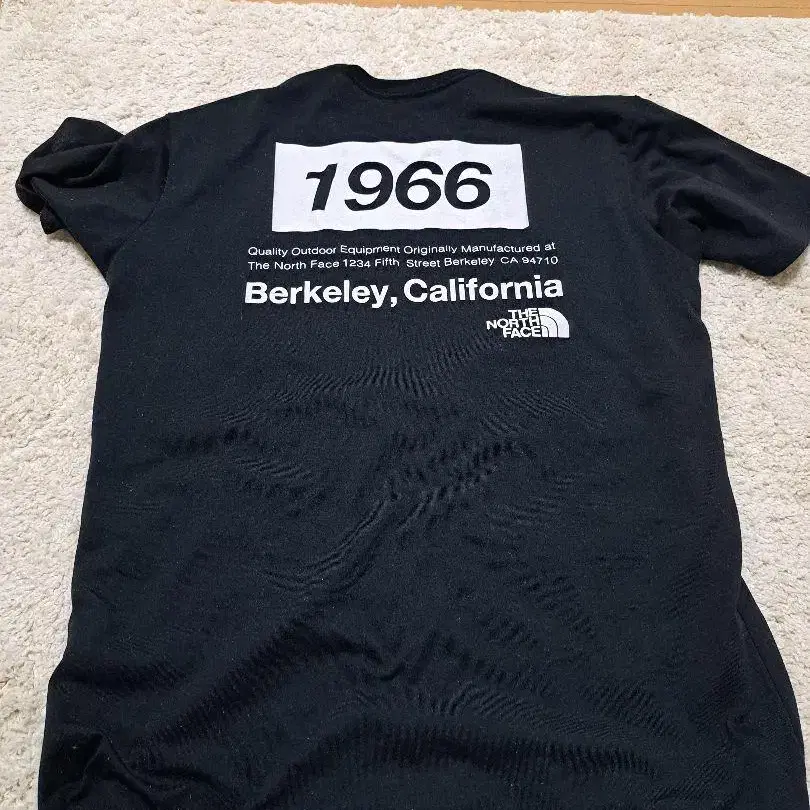 1966
Quality Outdoor Equipment Originally Manufactured at
The North Face 1234 Fifth Street Berkeley CA 94710
Berkeley, California
THE
NORTH
FACE